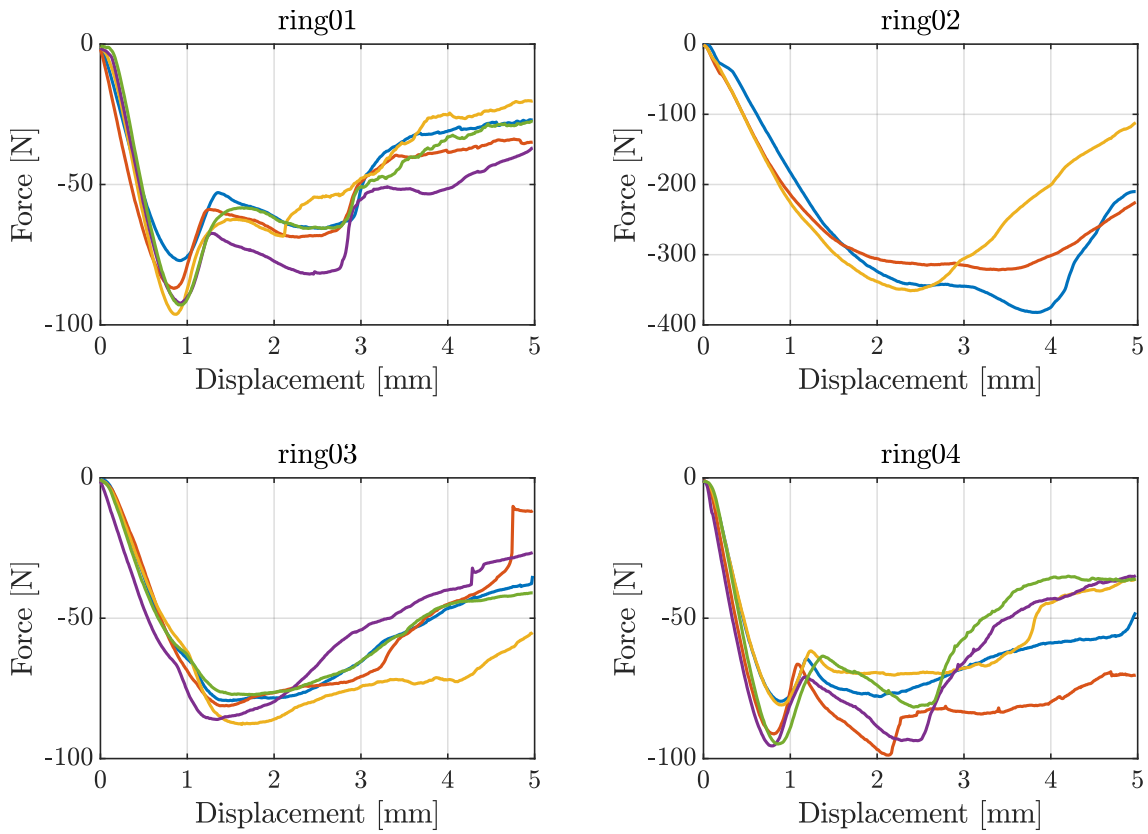 ring01
0
-50
-100
Force [N]
0 1 2 3 4 5
Displacement [mm]
ring02
0
-100
-200
-300
-400
Force [N]
0 1 2 3 4 5
Displacement [mm]
ring03
0
-50
-100
Force [N]
0 1 2 3 4 5
Displacement [mm]
ring04
0
-50
-100
Force [N]
0 1 2 3 4 5
Displacement [mm]